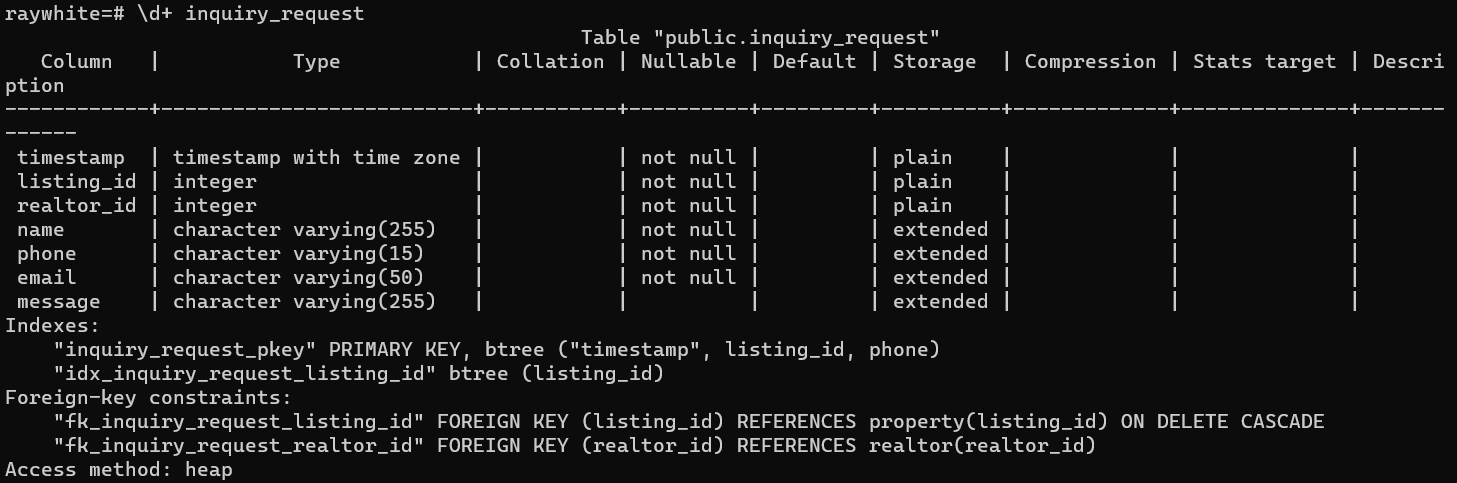 raywhite=# \d+ inquiry_request
                                                Table "public.inquiry_request"
   Column   |           Type           | Collation | Nullable | Default | Storage  | Compression | Stats target | Descri
ption
------------+--------------------------+-----------+----------+---------+----------+-------------+--------------+-------
------
 timestamp  | timestamp with time zone |           | not null |         | plain    |             |              |
 listing_id | integer                  |           | not null |         | plain    |             |              |
 realtor_id | integer                  |           | not null |         | plain    |             |              |
 name       | character varying(255)   |           | not null |         | extended |             |              |
 phone      | character varying(15)    |           | not null |         | extended |             |              |
 email      | character varying(50)    |           | not null |         | extended |             |              |
 message    | character varying(255)   |           |          |         | extended |             |              |
Indexes:
    "inquiry_request_pkey" PRIMARY KEY, btree ("timestamp", listing_id, phone)
    "idx_inquiry_request_listing_id" btree (listing_id)
Foreign-key constraints:
    "fk_inquiry_request_listing_id" FOREIGN KEY (listing_id) REFERENCES property(listing_id) ON DELETE CASCADE
    "fk_inquiry_request_realtor_id" FOREIGN KEY (realtor_id) REFERENCES realtor(realtor_id)
Access method: heap